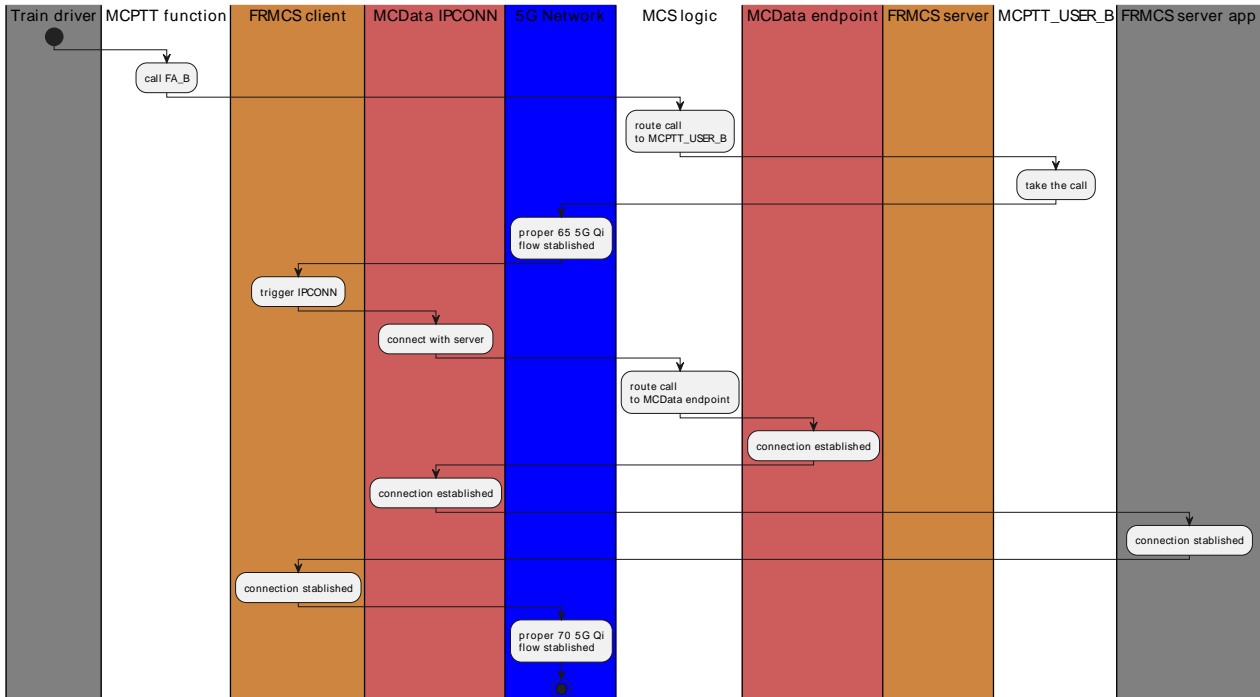 Train driver
MCPTT function
FRMCS client
MCData IPCONN
5G Network
MCS logic
MCData endpoint
FRMCS server
MCPTT_USER_B
FRMCS server app
call FA_B
route call
to MCPTT_USER_B
take the call
proper 65 5G Qi
flow stablished
trigger IPCONN
connect with server
route call
to MCData endpoint
connection established
connection established
connection stablished
connection stablished
proper 70 5G Qi
flow stablished